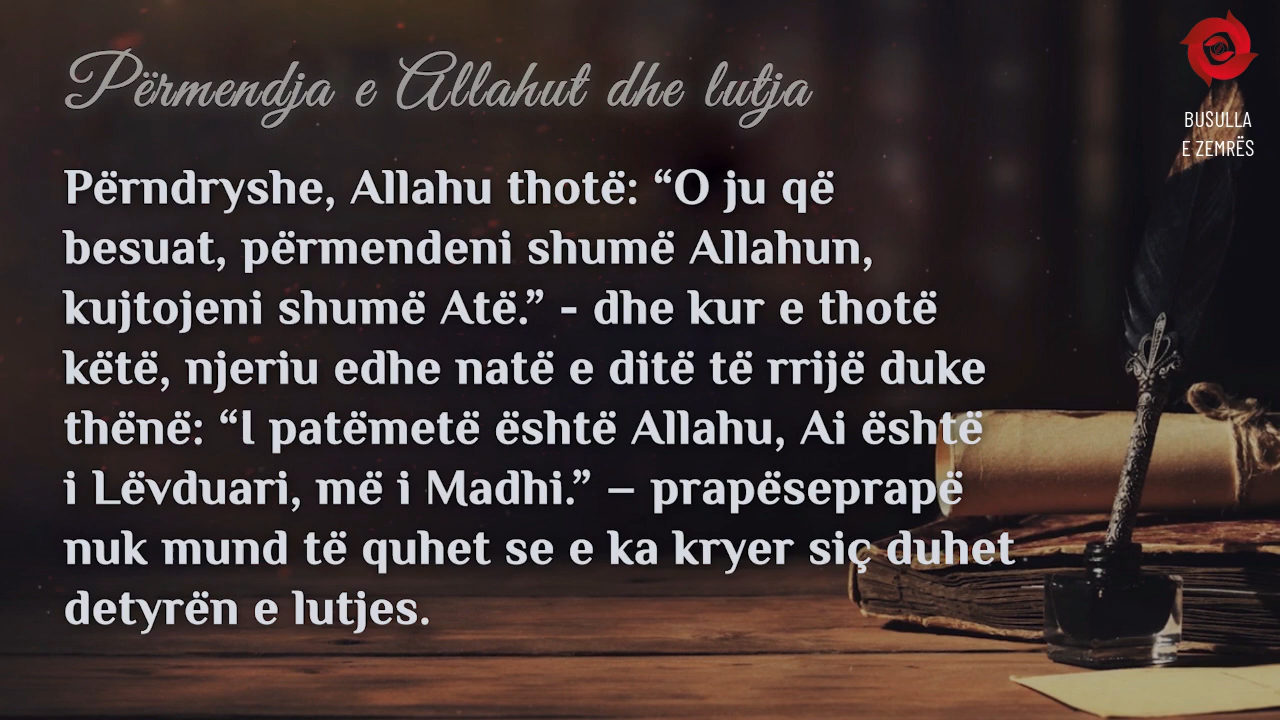 Përmendja e Allahut dhe lutja
BUSULLA
E ZEMRËS
Përndryshe, Allahu thotë: “O ju që
besuat, përmendeni shumë Allahun,
kujtojeni shumë Atë.” - dhe kur e thotë
këtë, njeriu edhe natë e ditë të rrijë duke
thënë: “I patëmetë është Allahu, Ai është
i Lëvduari, më i Madhi.” – prapëseprapë
nuk mund të quhet se e ka kryer siç duhet
detyrën e lutjes.